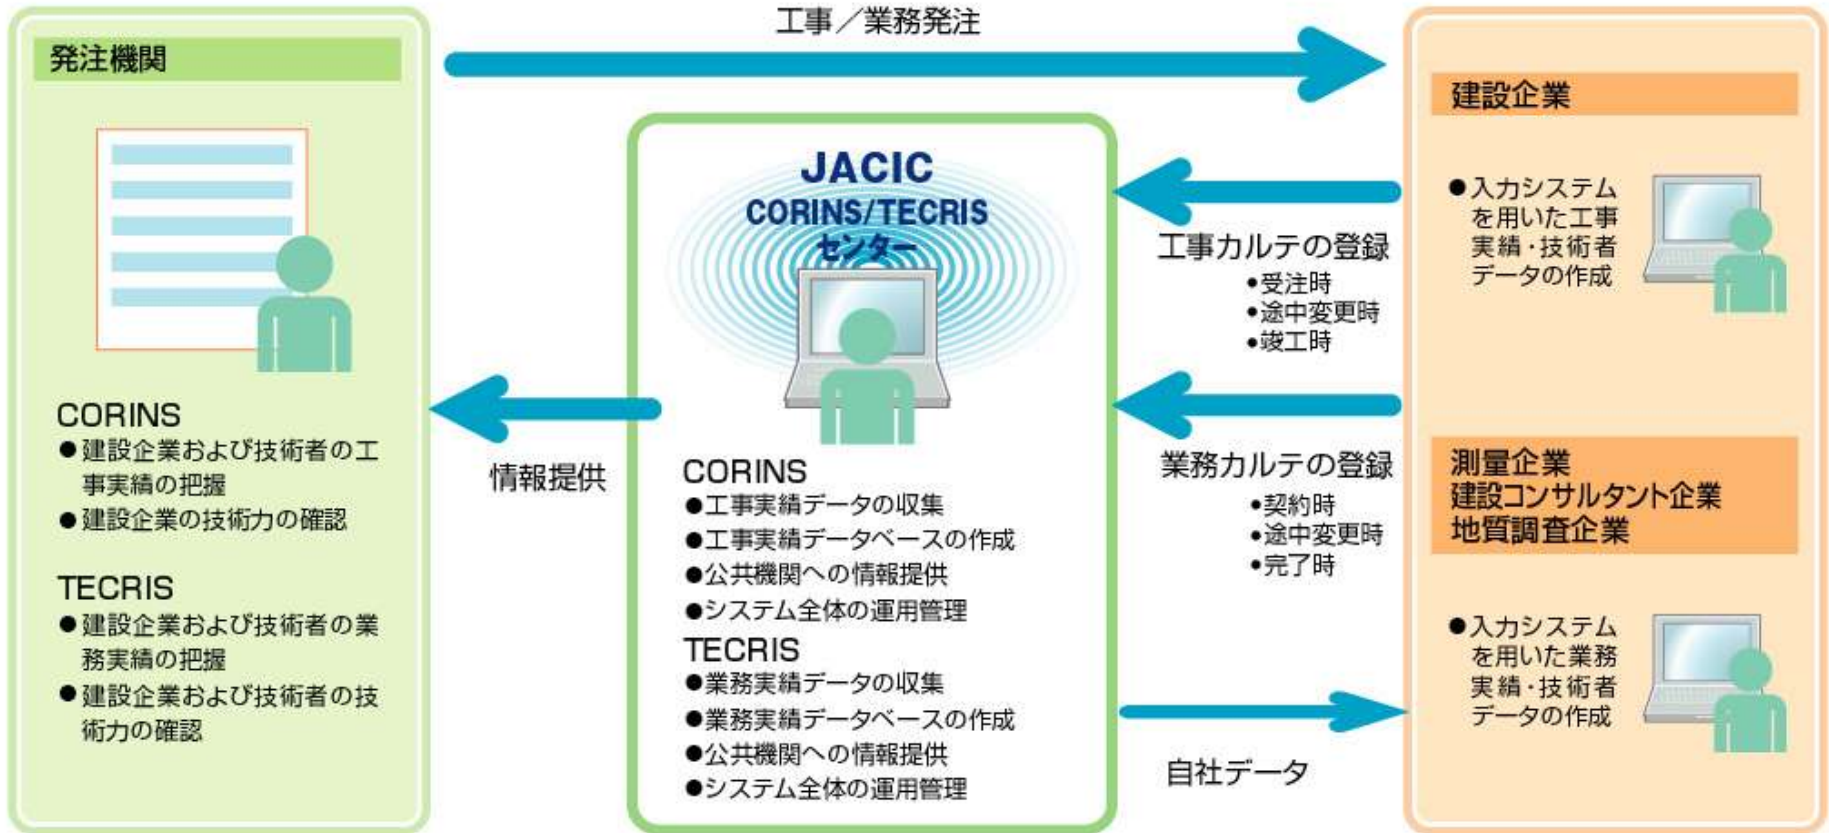 工事／業務発注
発注機関
CORINS
●建設企業および技術者の工
事実績の把握
●建設企業の技術力の確認
TECRIS
●建設企業および技術者の業
務実績の把握
●建設企業および技術者の技
術力の確認
情報提供
JACIC
CORINS/TECRIS
センター
CORINS
●工事実績データの収集
●工事実績データベースの作成
●公共機関への情報提供
●システム全体の運用管理
TECRIS
●業務実績データの収集
●業務実績データベースの作成
●公共機関への情報提供
●システム全体の運用管理
工事カルテの登録
•受注時
•途中変更時
•竣工時
業務カルテの登録
•契約時
•途中変更時
•完了時
自社データ
建設企業
●入力システム
を用いた工事
実績・技術者
データの作成
測量企業
建設コンサルタント企業
地質調査企業
●入力システム
を用いた業務
実績・技術者
データの作成